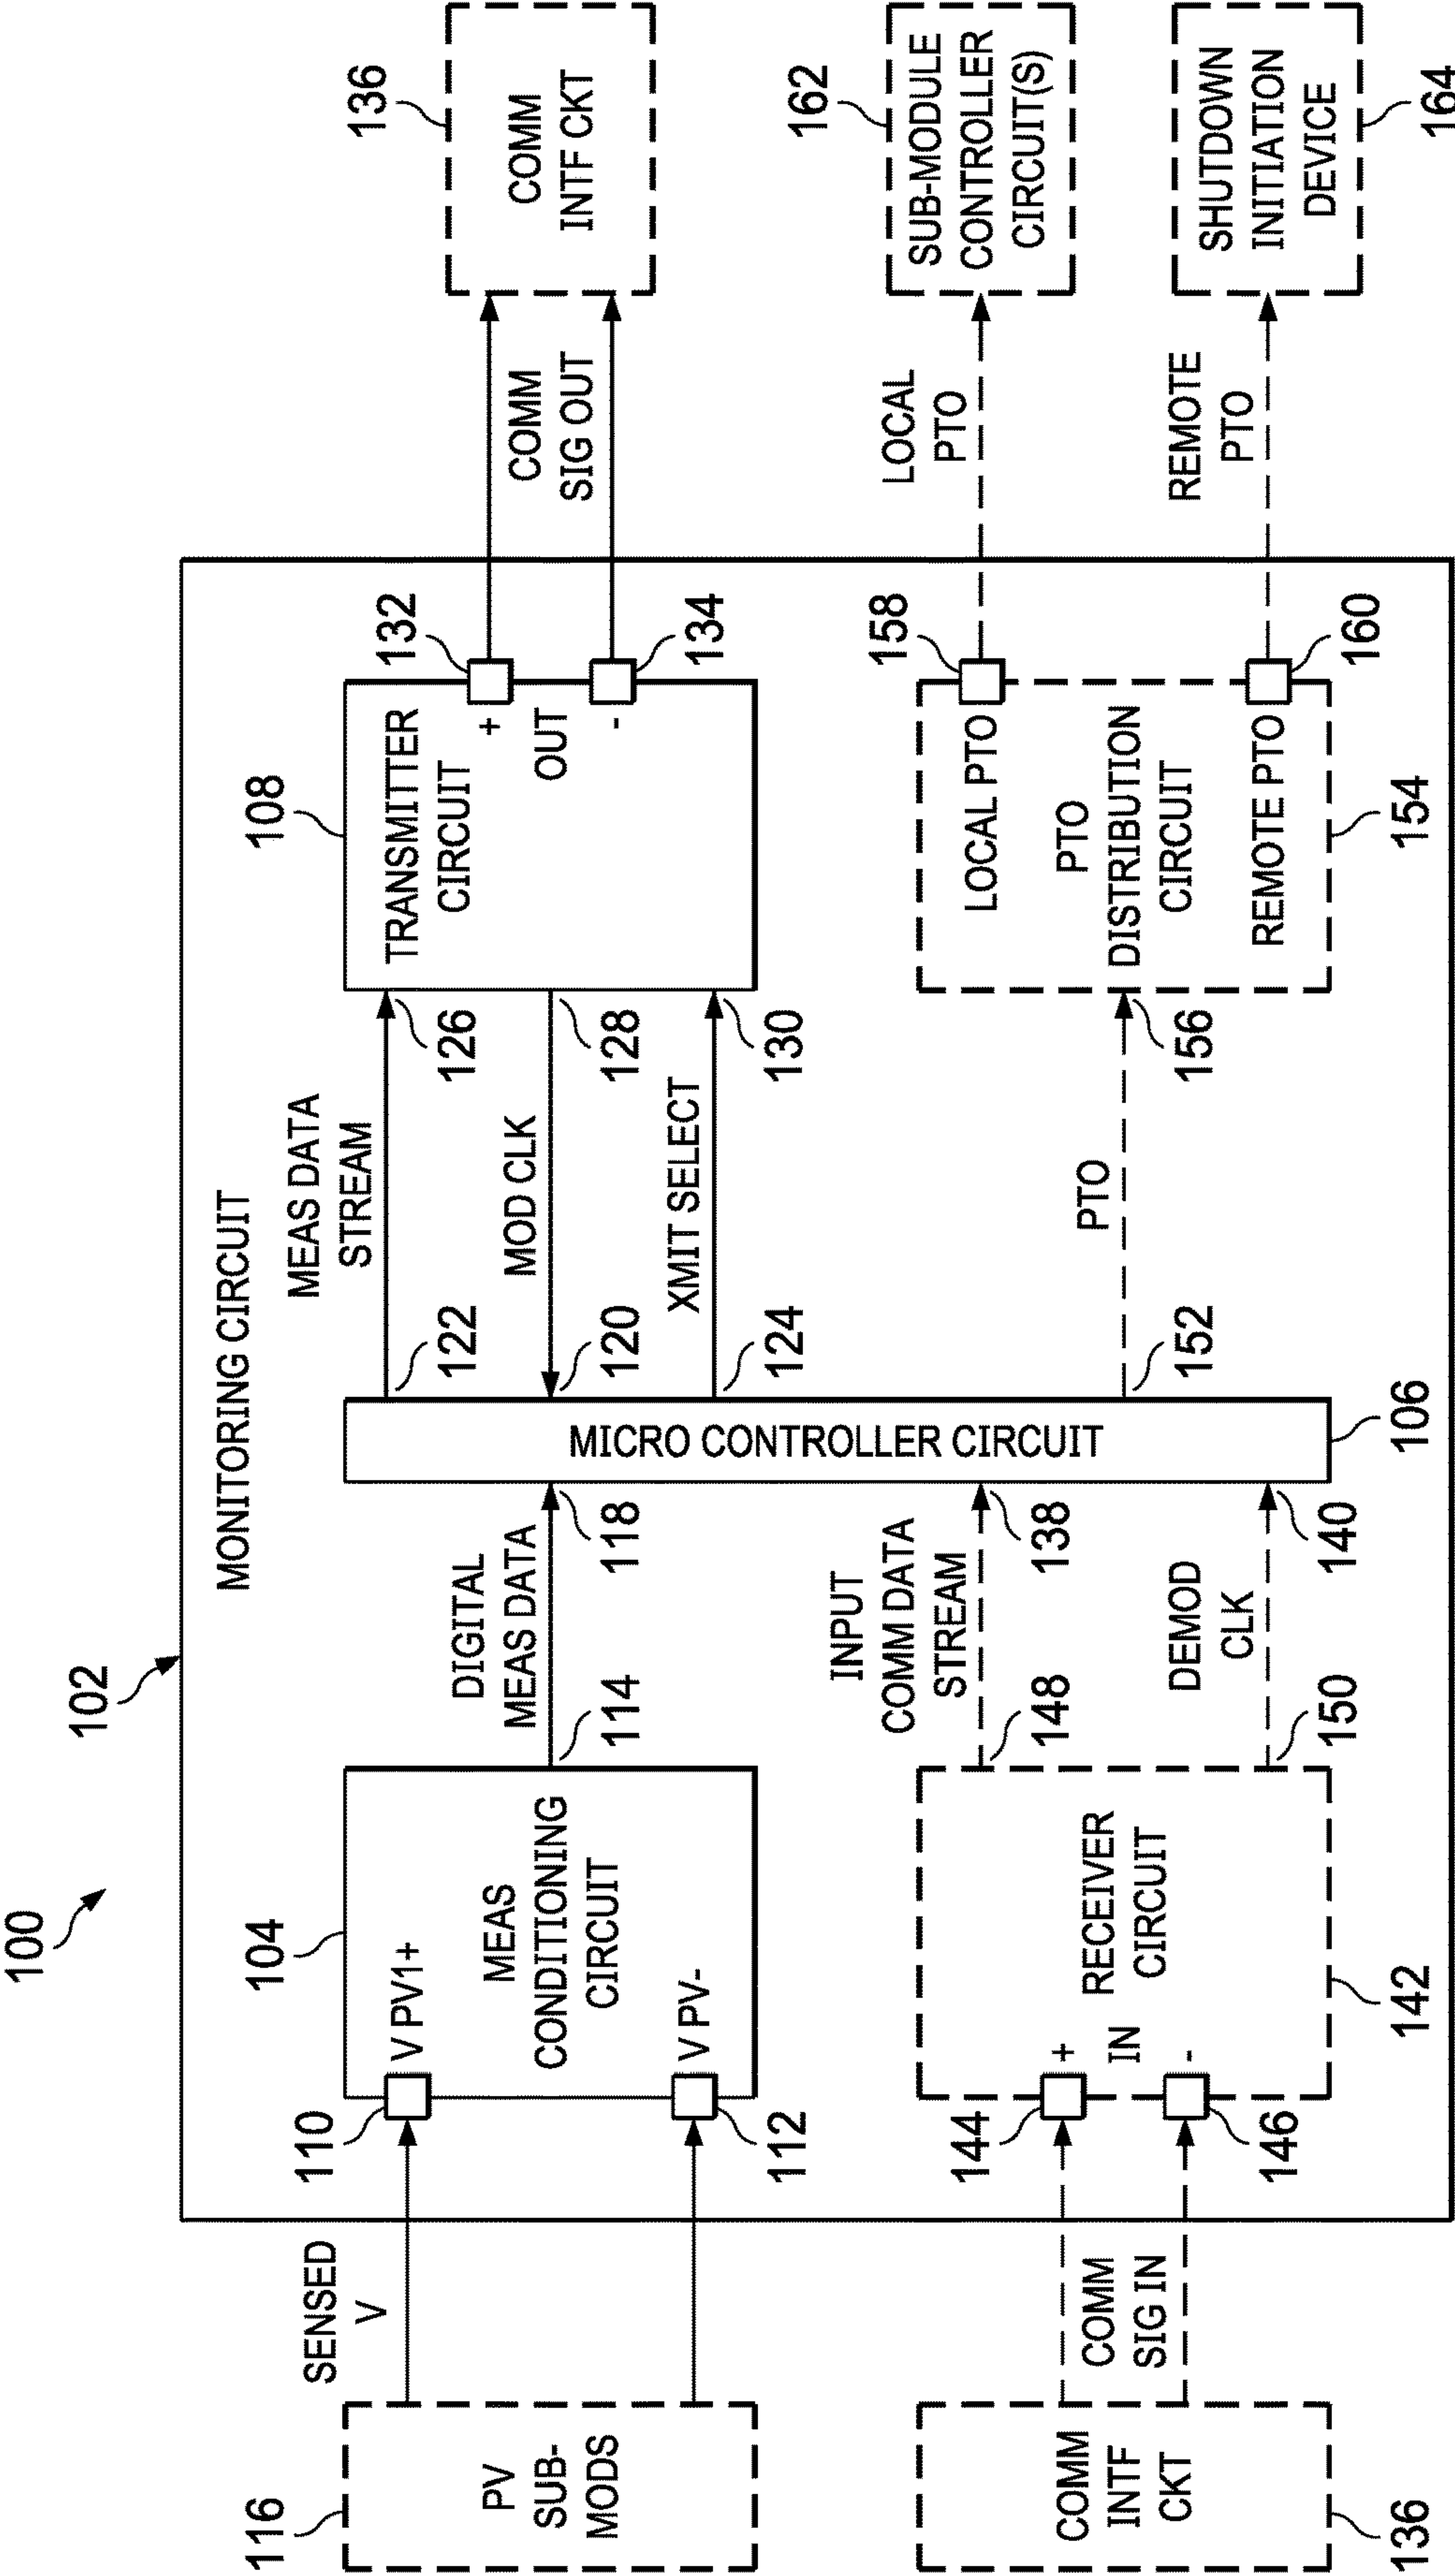 100
102
MONITORING CIRCUIT
116
PV
SUB-
MODS
SENSED
V
110
112
104
V PV1+
MEAS
CONDITIONING
CIRCUIT
V PV-
114
DIGITAL
MEAS DATA
118
MICRO CONTROLLER CIRCUIT
106
122
MEAS DATA
STREAM
126
120
MOD CLK
128
124
XMIT SELECT
130
108
TRANSMITTER
CIRCUIT
+
OUT
-
132
134
COMM
SIG OUT
136
COMM
INTF CKT
136
COMM
INTF
CKT
COMM
SIG IN
144
146
+
IN
-
RECEIVER
CIRCUIT
142
148
INPUT
COMM DATA
STREAM
138
150
DEMOD
CLK
140
152
PTO
156
LOCAL PTO
PTO
DISTRIBUTION
CIRCUIT
REMOTE PTO
154
158
160
LOCAL
PTO
REMOTE
PTO
162
SUB-MODULE
CONTROLLER
CIRCUIT(S)
SHUTDOWN
INITIATION
DEVICE
164